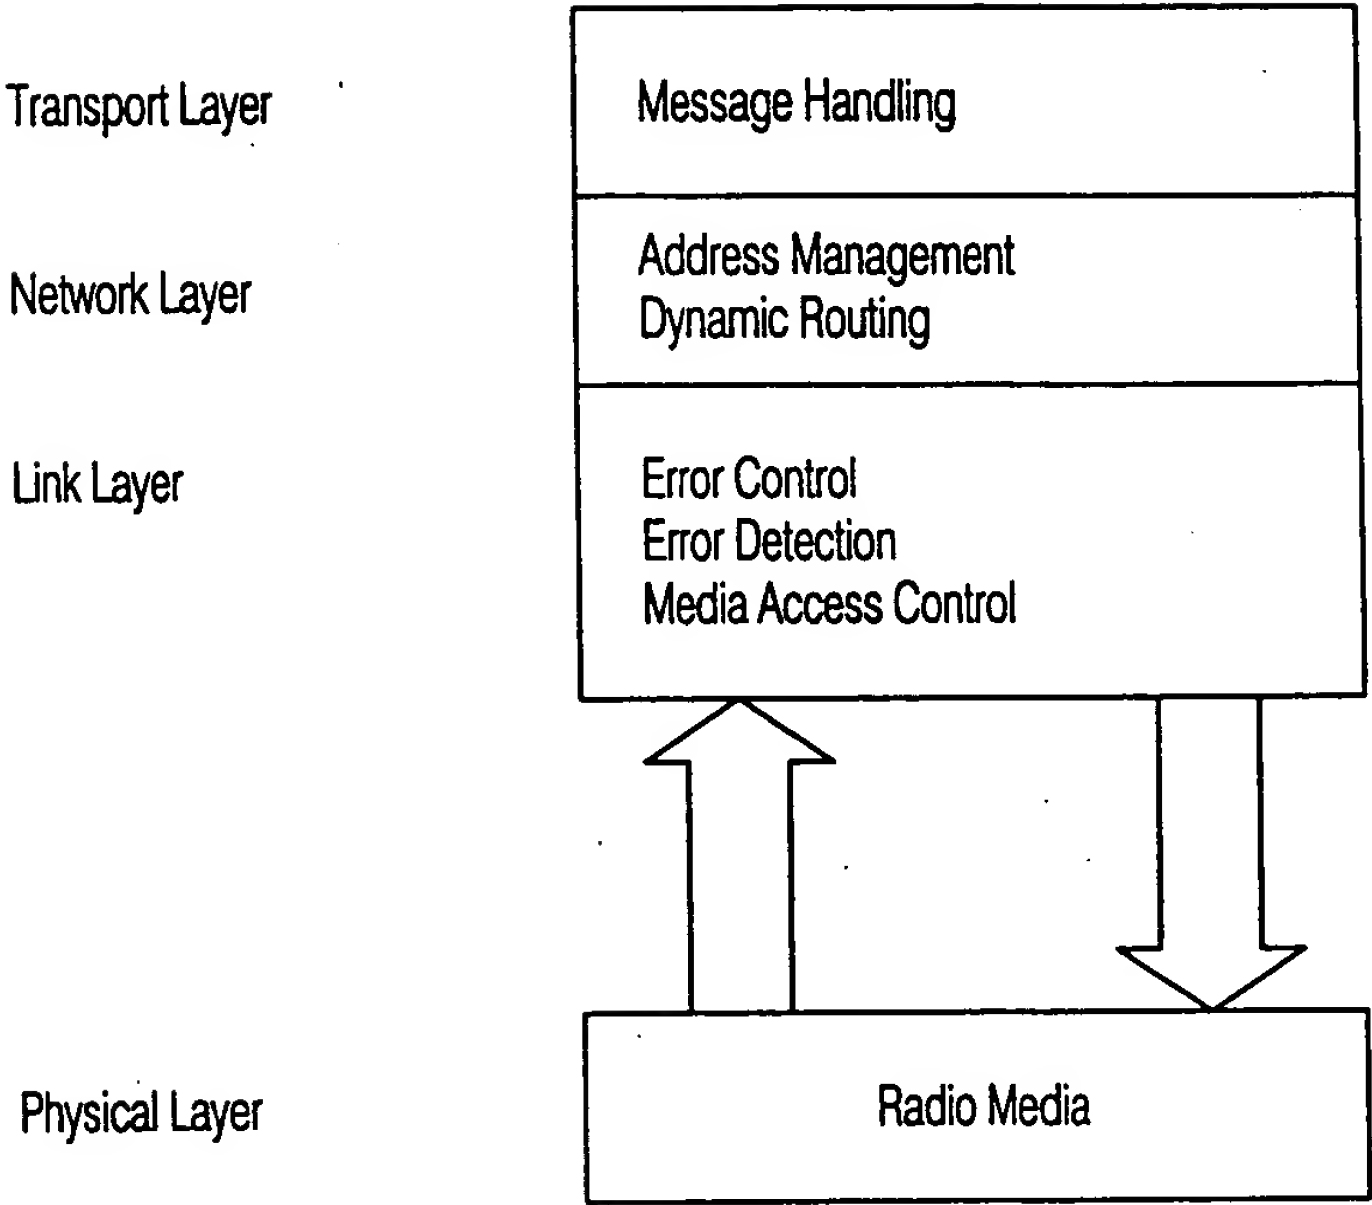 Transport Layer
Message Handling
Network Layer
Address Management
Dynamic Routing
Link Layer
Error Control
Error Detection
Media Access Control
Physical Layer
Radio Media